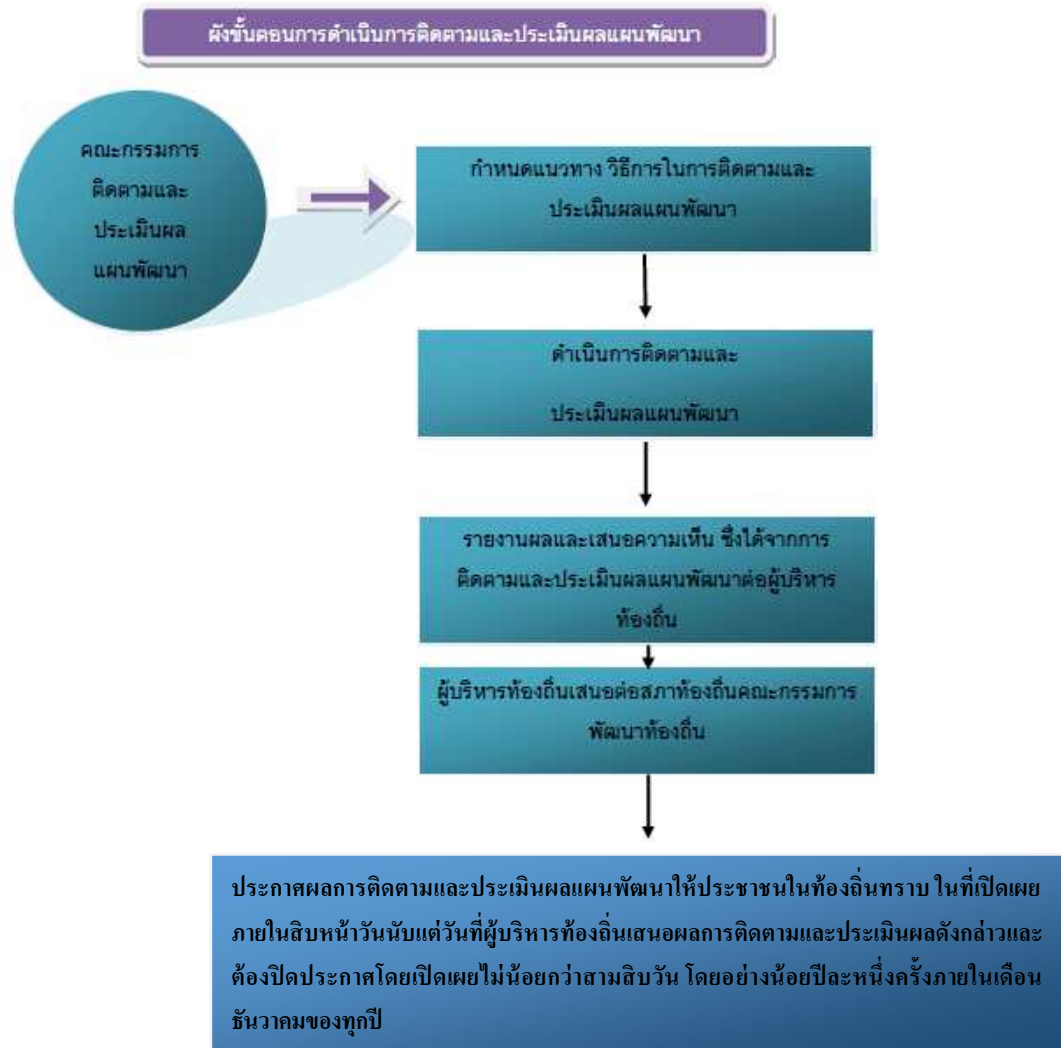 ผังขั้นตอนการดำเนินการติดตามและประเมินผลแผนพัฒนา
คณะกรรมการ
ติดตามและ
ประเมินผล
แผนพัฒนา
กำหนดแนวทาง วิธีการในการติดตามและ
ประเมินผลแผนพัฒนา
ดำเนินการติดตามและ
ประเมินผลแผนพัฒนา
รายงานผลและเสนอความเห็น ซึ่งได้จากการ
ติดตามและประเมินผลแผนพัฒนาต่อผู้บริหาร
ท้องถิ่น
ผู้บริหารท้องถิ่นเสนอต่อสภาท้องถิ่นคณะกรรมการ
พัฒนาท้องถิ่น
ประกาศผลการติดตามและประเมินผลแผนพัฒนาให้ประชาชนในท้องถิ่นทราบ ในที่เปิดเผย
ภายในสิบหน้าวันนับแต่วันที่ผู้บริหารท้องถิ่นเสนอผลการติดตามและประเมินผลดังกล่าวและ
ต้องปิดประกาศโดยเปิดเผยไม่น้อยกว่าสามสิบวัน โดยอย่างน้อยปีละหนึ่งครั้งภายในเดือน
ธันวาคมของทุกปี